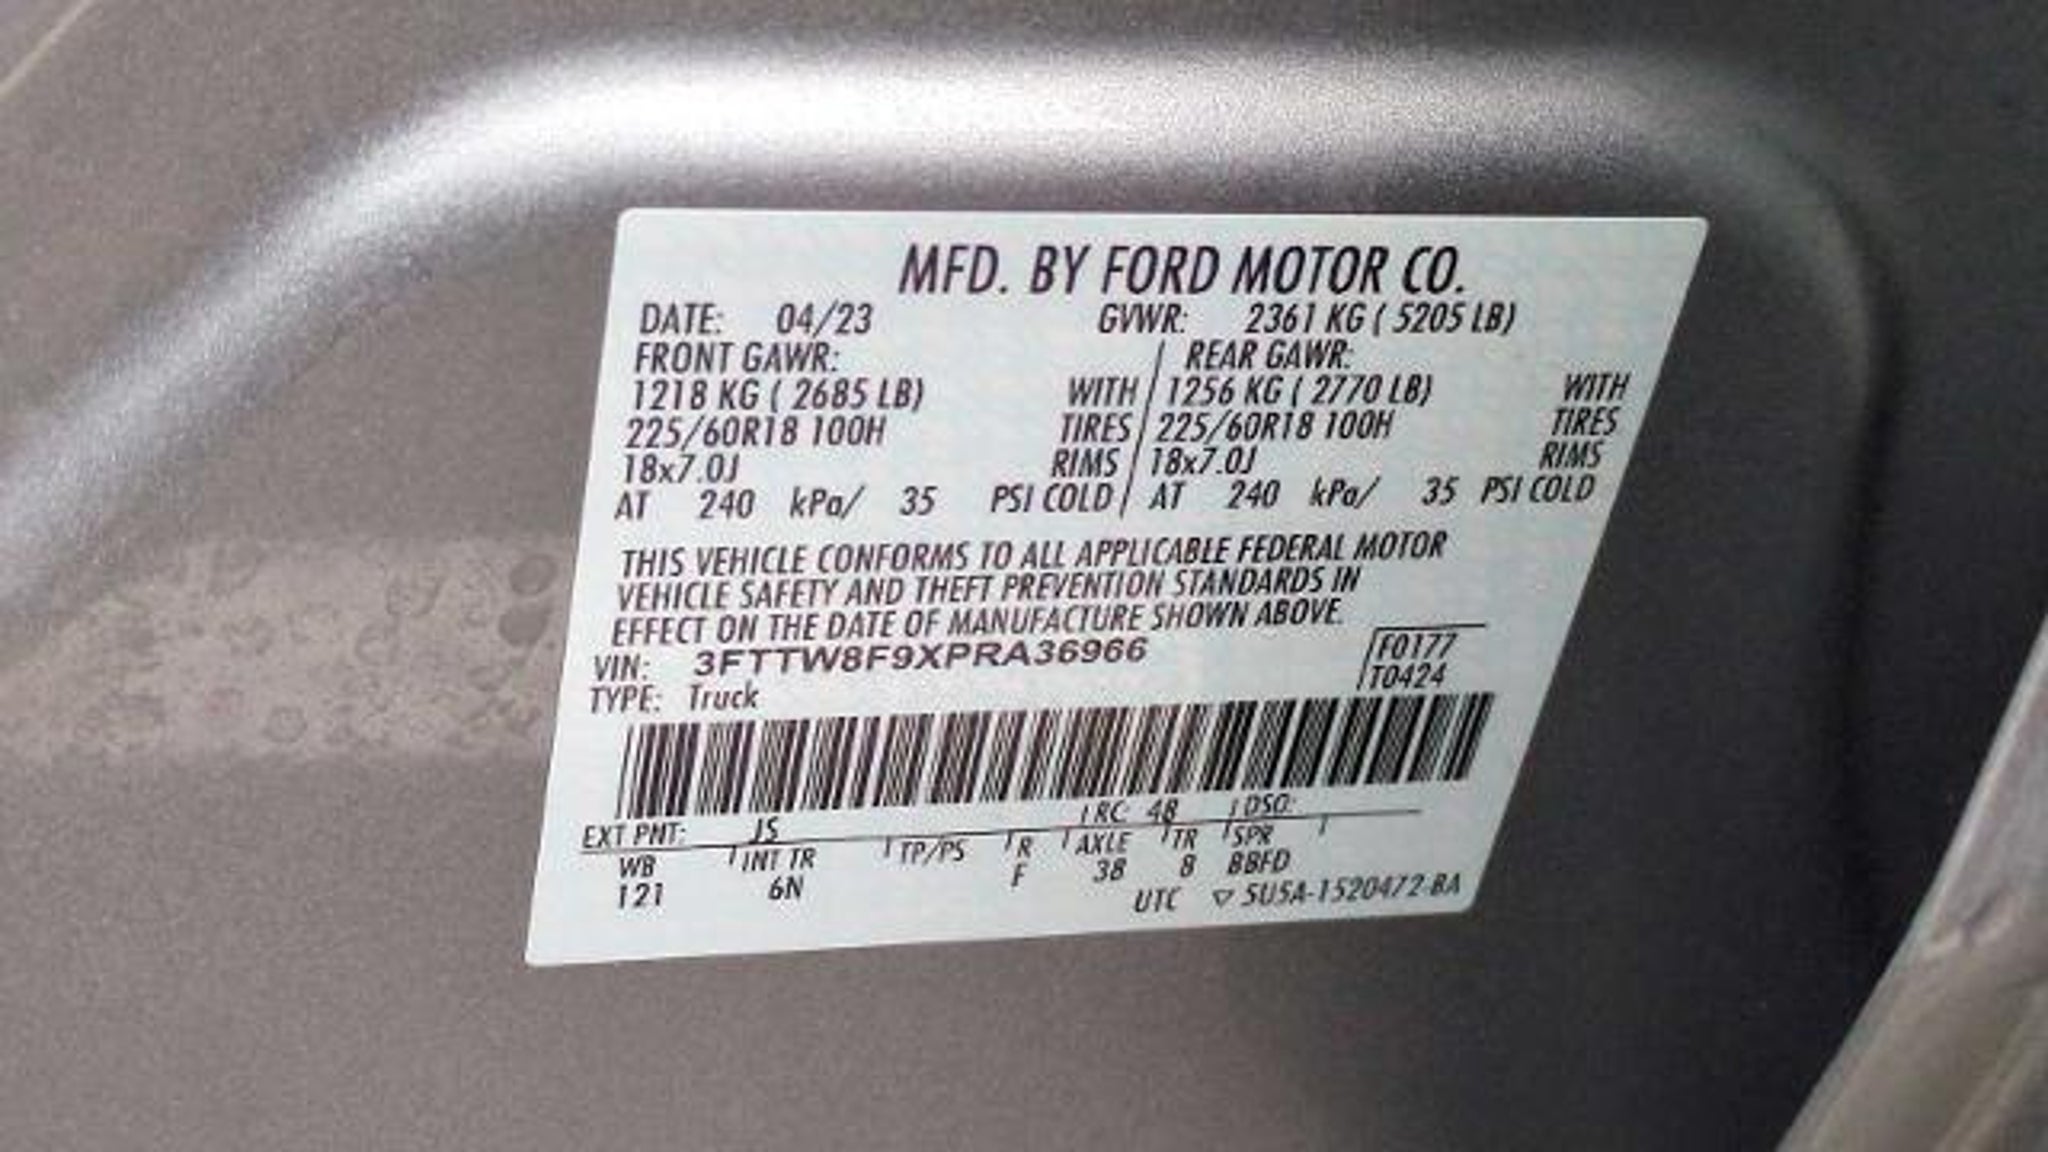 MFD. BY FORD MOTOR CO.
DATE: 04/23 GVWR: 2361 KG ( 5205 LB)
FRONT GAWR: REAR GAWR:
1218 KG ( 2685 LB) WITH 1256 KG ( 2770 LB) WITH
225/60R18 100H TIRES 225/60R18 100H TIRES
18x7.0J RIMS 18x7.0J RIMS
AT 240 kPa/ 35 PSI COLD AT 240 kPa/ 35 PSI COLD
THIS VEHICLE CONFORMS TO ALL APPLICABLE FEDERAL MOTOR
VEHICLE SAFETY AND THEFT PREVENTION STANDARDS IN
EFFECT ON THE DATE OF MANUFACTURE SHOWN ABOVE.
VIN: 3FTTW8F9XPRA36966 F0177
TYPE: Truck T0424
EXT PNT: JS RC: 48 DSO:
WB INT TR TP/PS R AXLE TR SPR
121 6N F 38 8 BBFD
UTC ▽ 5U5A-1520472-BA